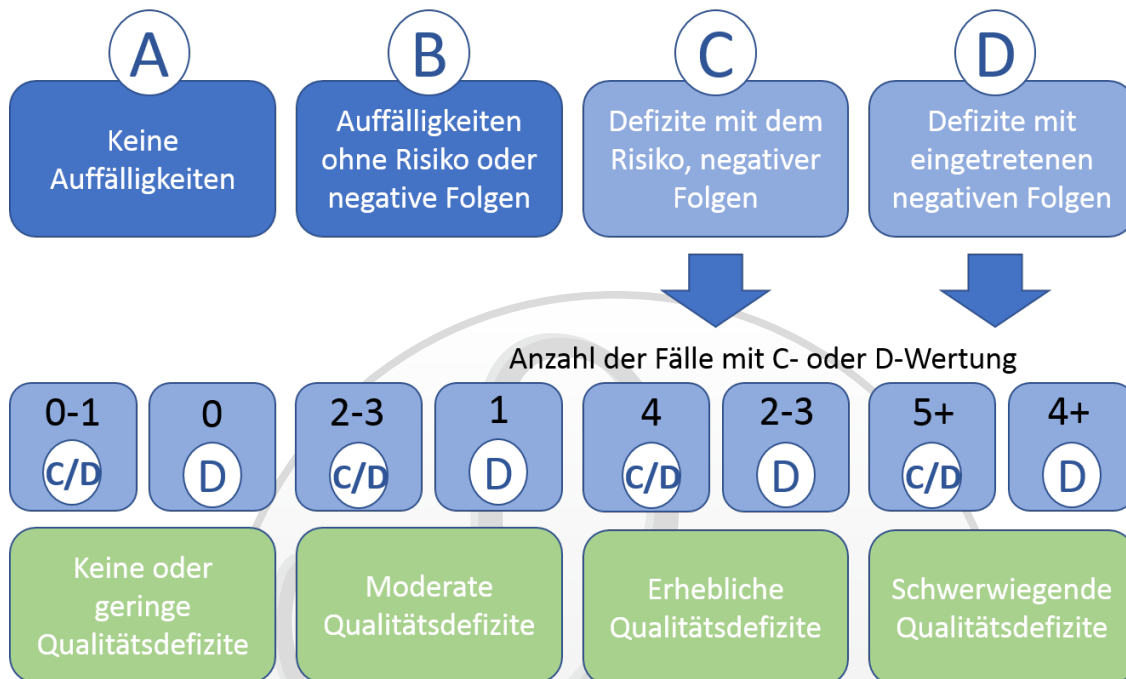 A
Keine
Auffälligkeiten
B
Auffälligkeiten
ohne Risiko oder
negative Folgen
C
Defizite mit dem
Risiko, negativer
Folgen
D
Defizite mit
eingetretenen
negativen Folgen
Anzahl der Fälle mit C- oder D-Wertung
0-1
C/D
0
D
2-3
C/D
1
D
4
C/D
2-3
D
5+
C/D
4+
D
Keine oder
geringe
Qualitätsdefizite
Moderate
Qualitätsdefizite
Erhebliche
Qualitätsdefizite
Schwerwiegende
Qualitätsdefizite